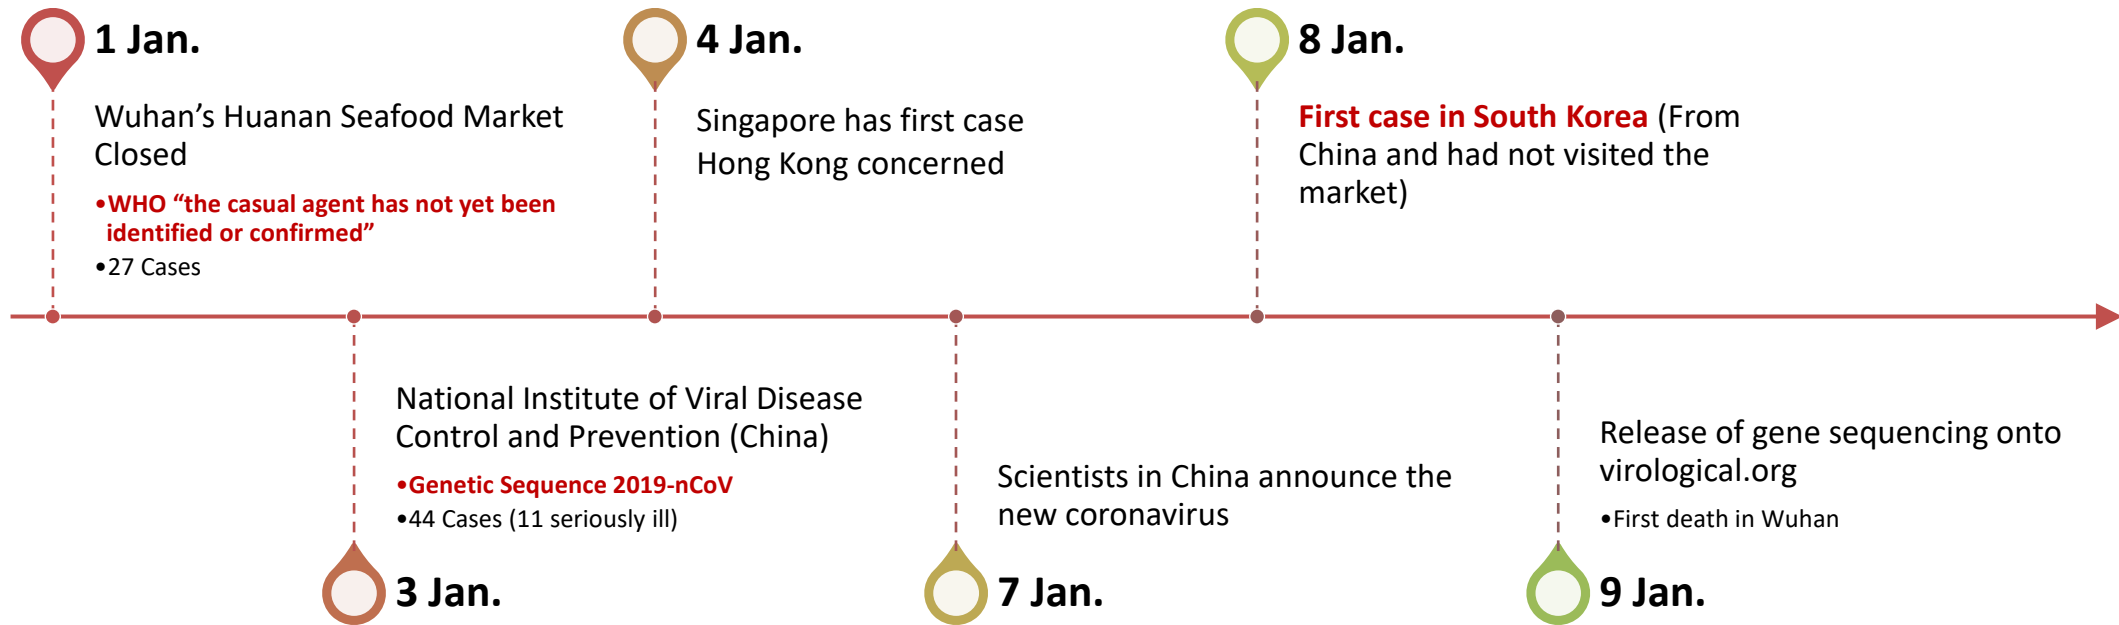 1 Jan.
Wuhan’s Huanan Seafood Market
Closed
•WHO “the casual agent has not yet been
identified or confirmed”
•27 Cases
3 Jan.
National Institute of Viral Disease
Control and Prevention (China)
•Genetic Sequence 2019-nCoV
•44 Cases (11 seriously ill)
4 Jan.
Singapore has first case
Hong Kong concerned
7 Jan.
Scientists in China announce the
new coronavirus
8 Jan.
First case in South Korea (From
China and had not visited the
market)
9 Jan.
Release of gene sequencing onto
virological.org
•First death in Wuhan